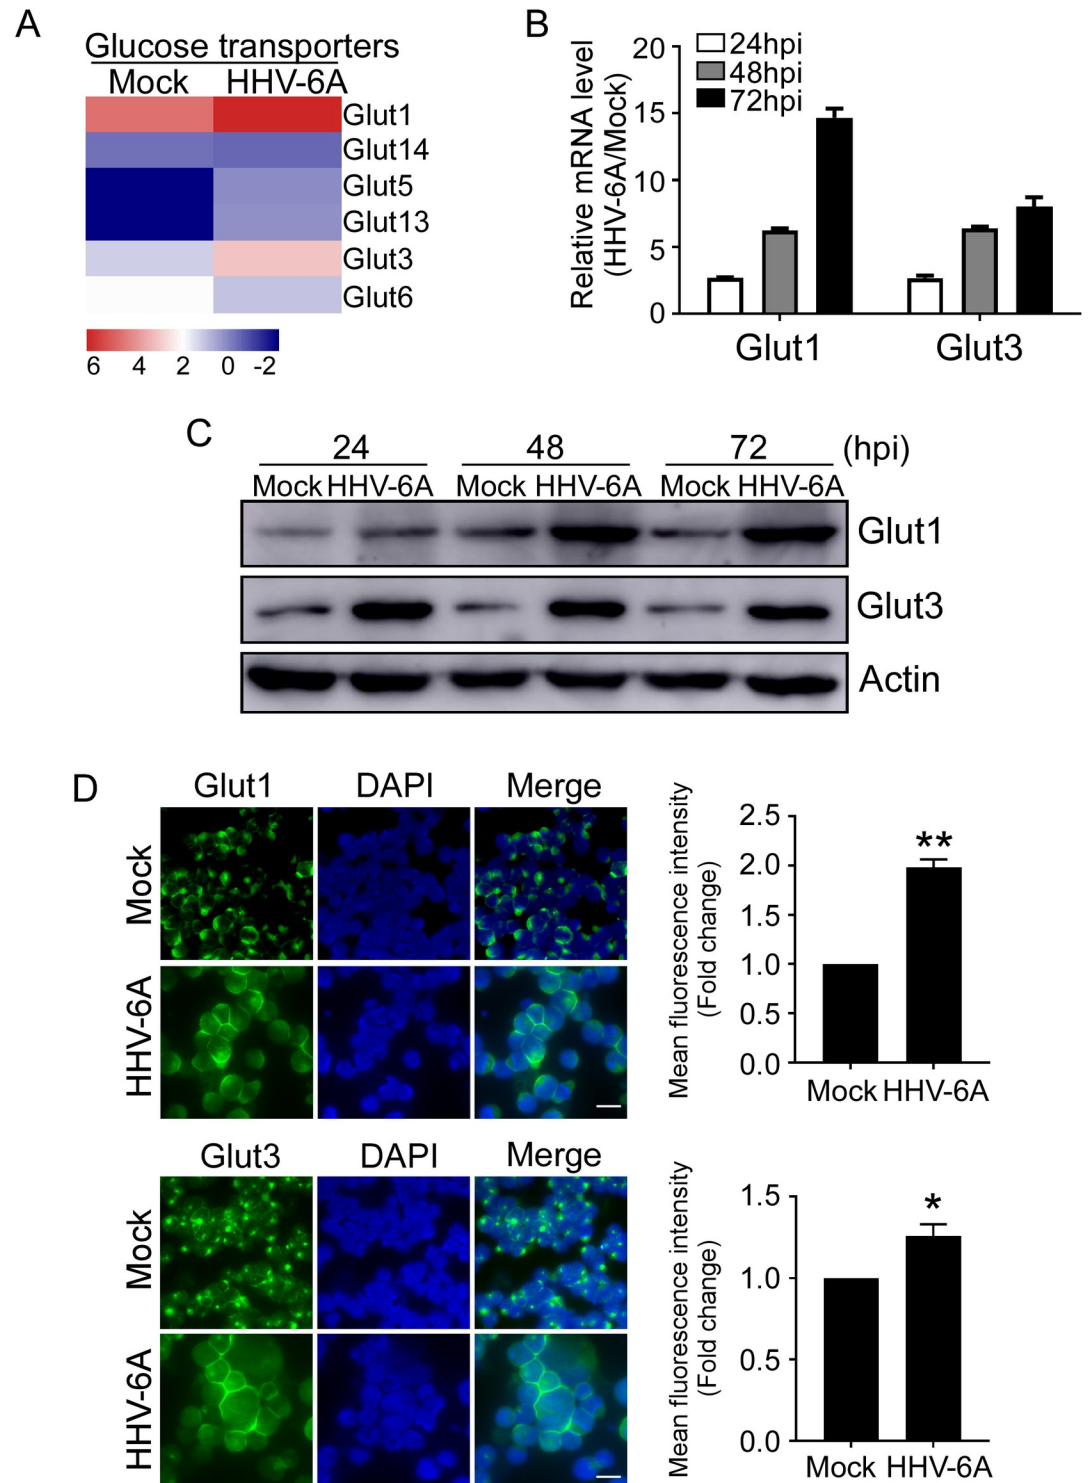 A
Glucose transporters
Mock HHV-6A
Glut1
Glut14
Glut5
Glut13
Glut3
Glut6
6 4 2 0 -2
B
Relative mRNA level
(HHV-6A/Mock)
20
15
10
5
0
24hpi
48hpi
72hpi
Glut1 Glut3
C
24 48 72 (hpi)
Mock HHV-6A Mock HHV-6A Mock HHV-6A
Glut1
Glut3
Actin
D
Glut1 DAPI Merge
Mock
HHV-6A
Mean fluorescence intensity
(Fold change)
2.5
2.0
1.5
1.0
0.5
0.0
**
Mock HHV-6A
Glut3 DAPI Merge
Mock
HHV-6A
Mean fluorescence intensity
(Fold change)
1.5
1.0
0.5
0.0
*
Mock HHV-6A